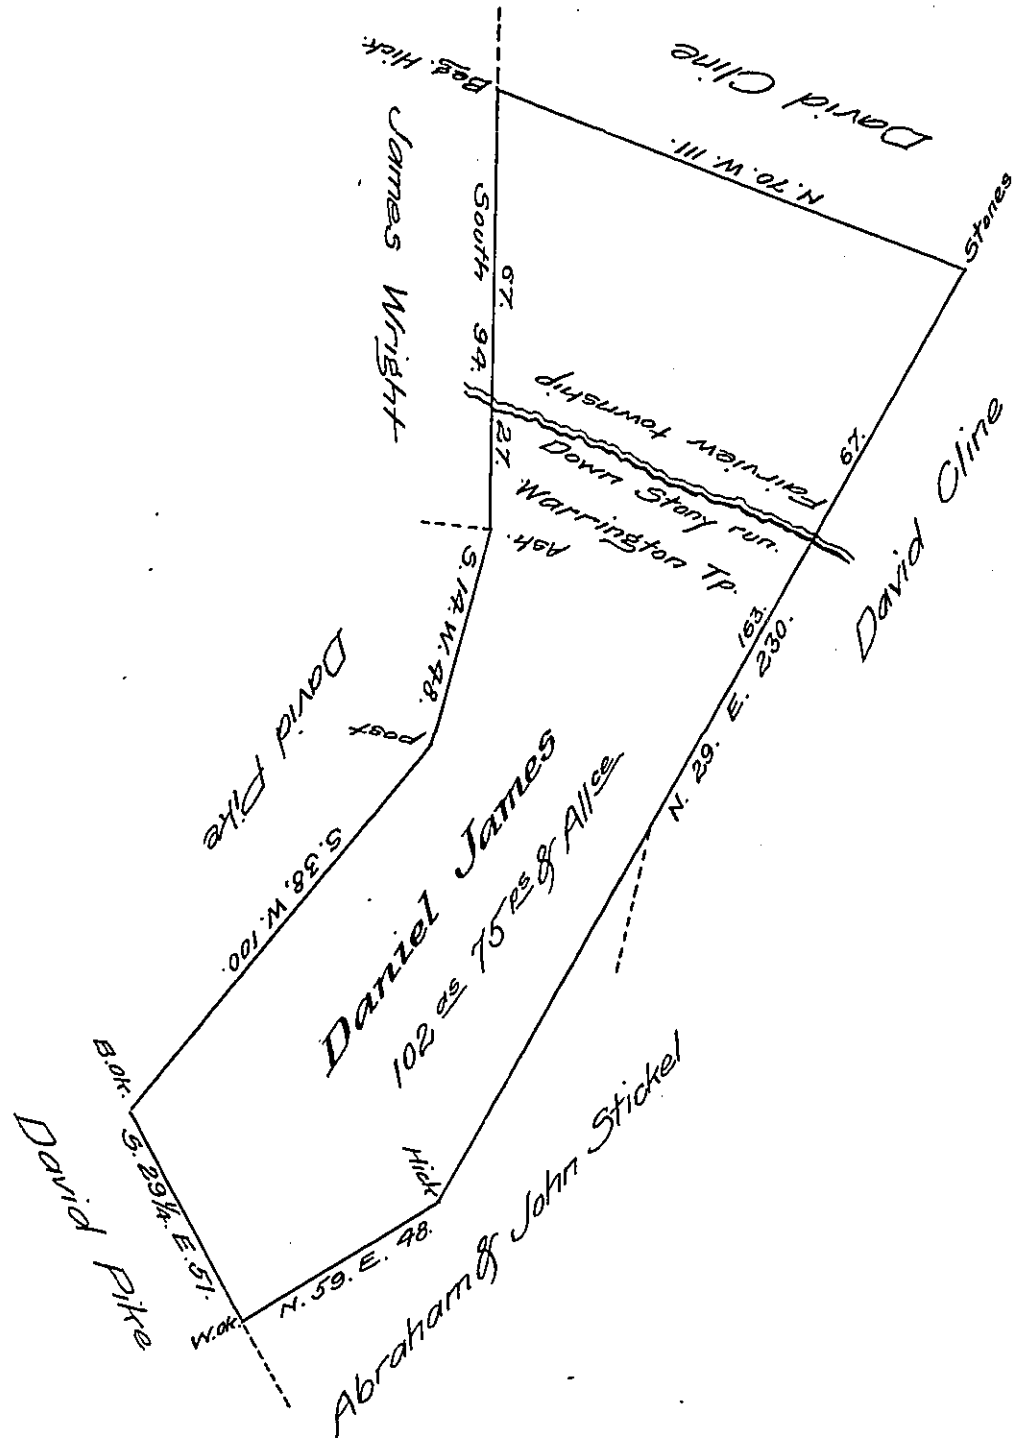 David Cline
Beg. Hick.
N. 70. W. 111.
Stones
James Wright
South 94.
67.
27.
Fairview township
Down Stony run.
Warrington Tp.
67.
David Cline
Ash.
163.
N. 29. E. 230.
S. 14. W. 48.
post
David Pike
S. 38. W. 100.
Daniel James
102 as 75 ps & Allce
B.ok.
David Pike
S. 29 1/4. E. 51.
Hick
N. 59. E. 48.
W.ok.
Abraham & John Stickel